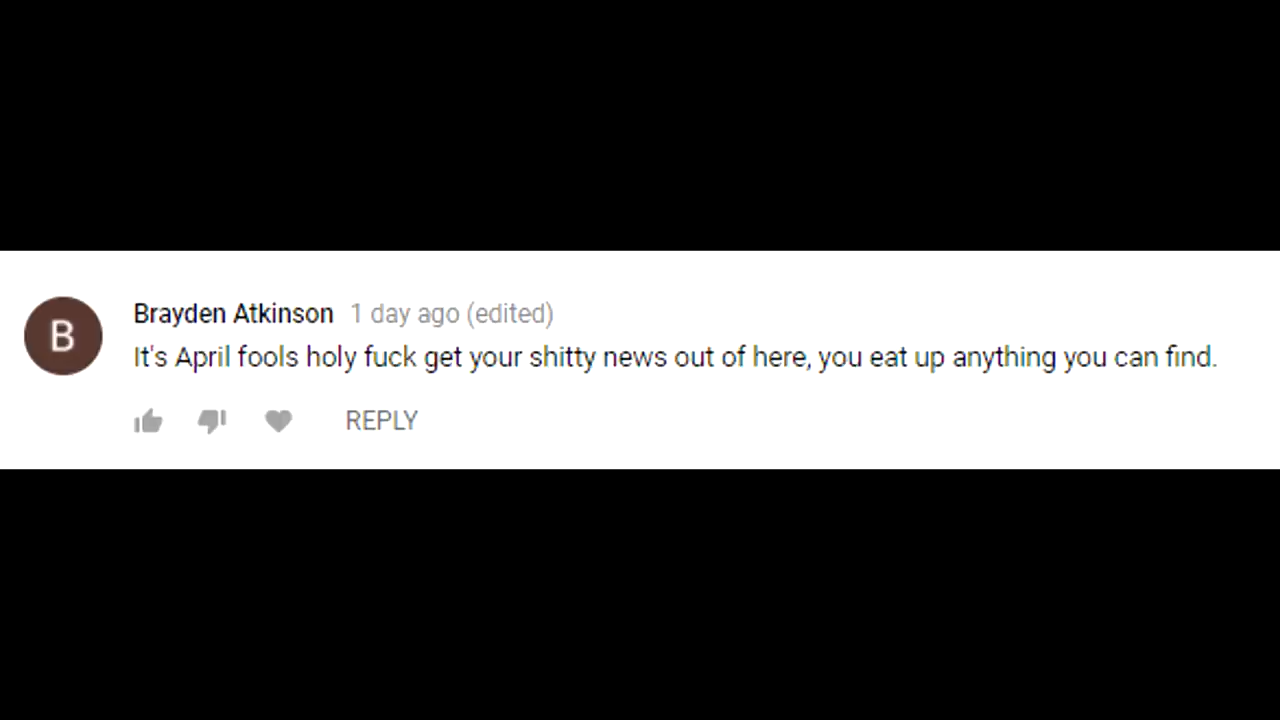 B
Brayden Atkinson 1 day ago (edited)
It's April fools holy fuck get your shitty news out of here, you eat up anything you can find.
REPLY